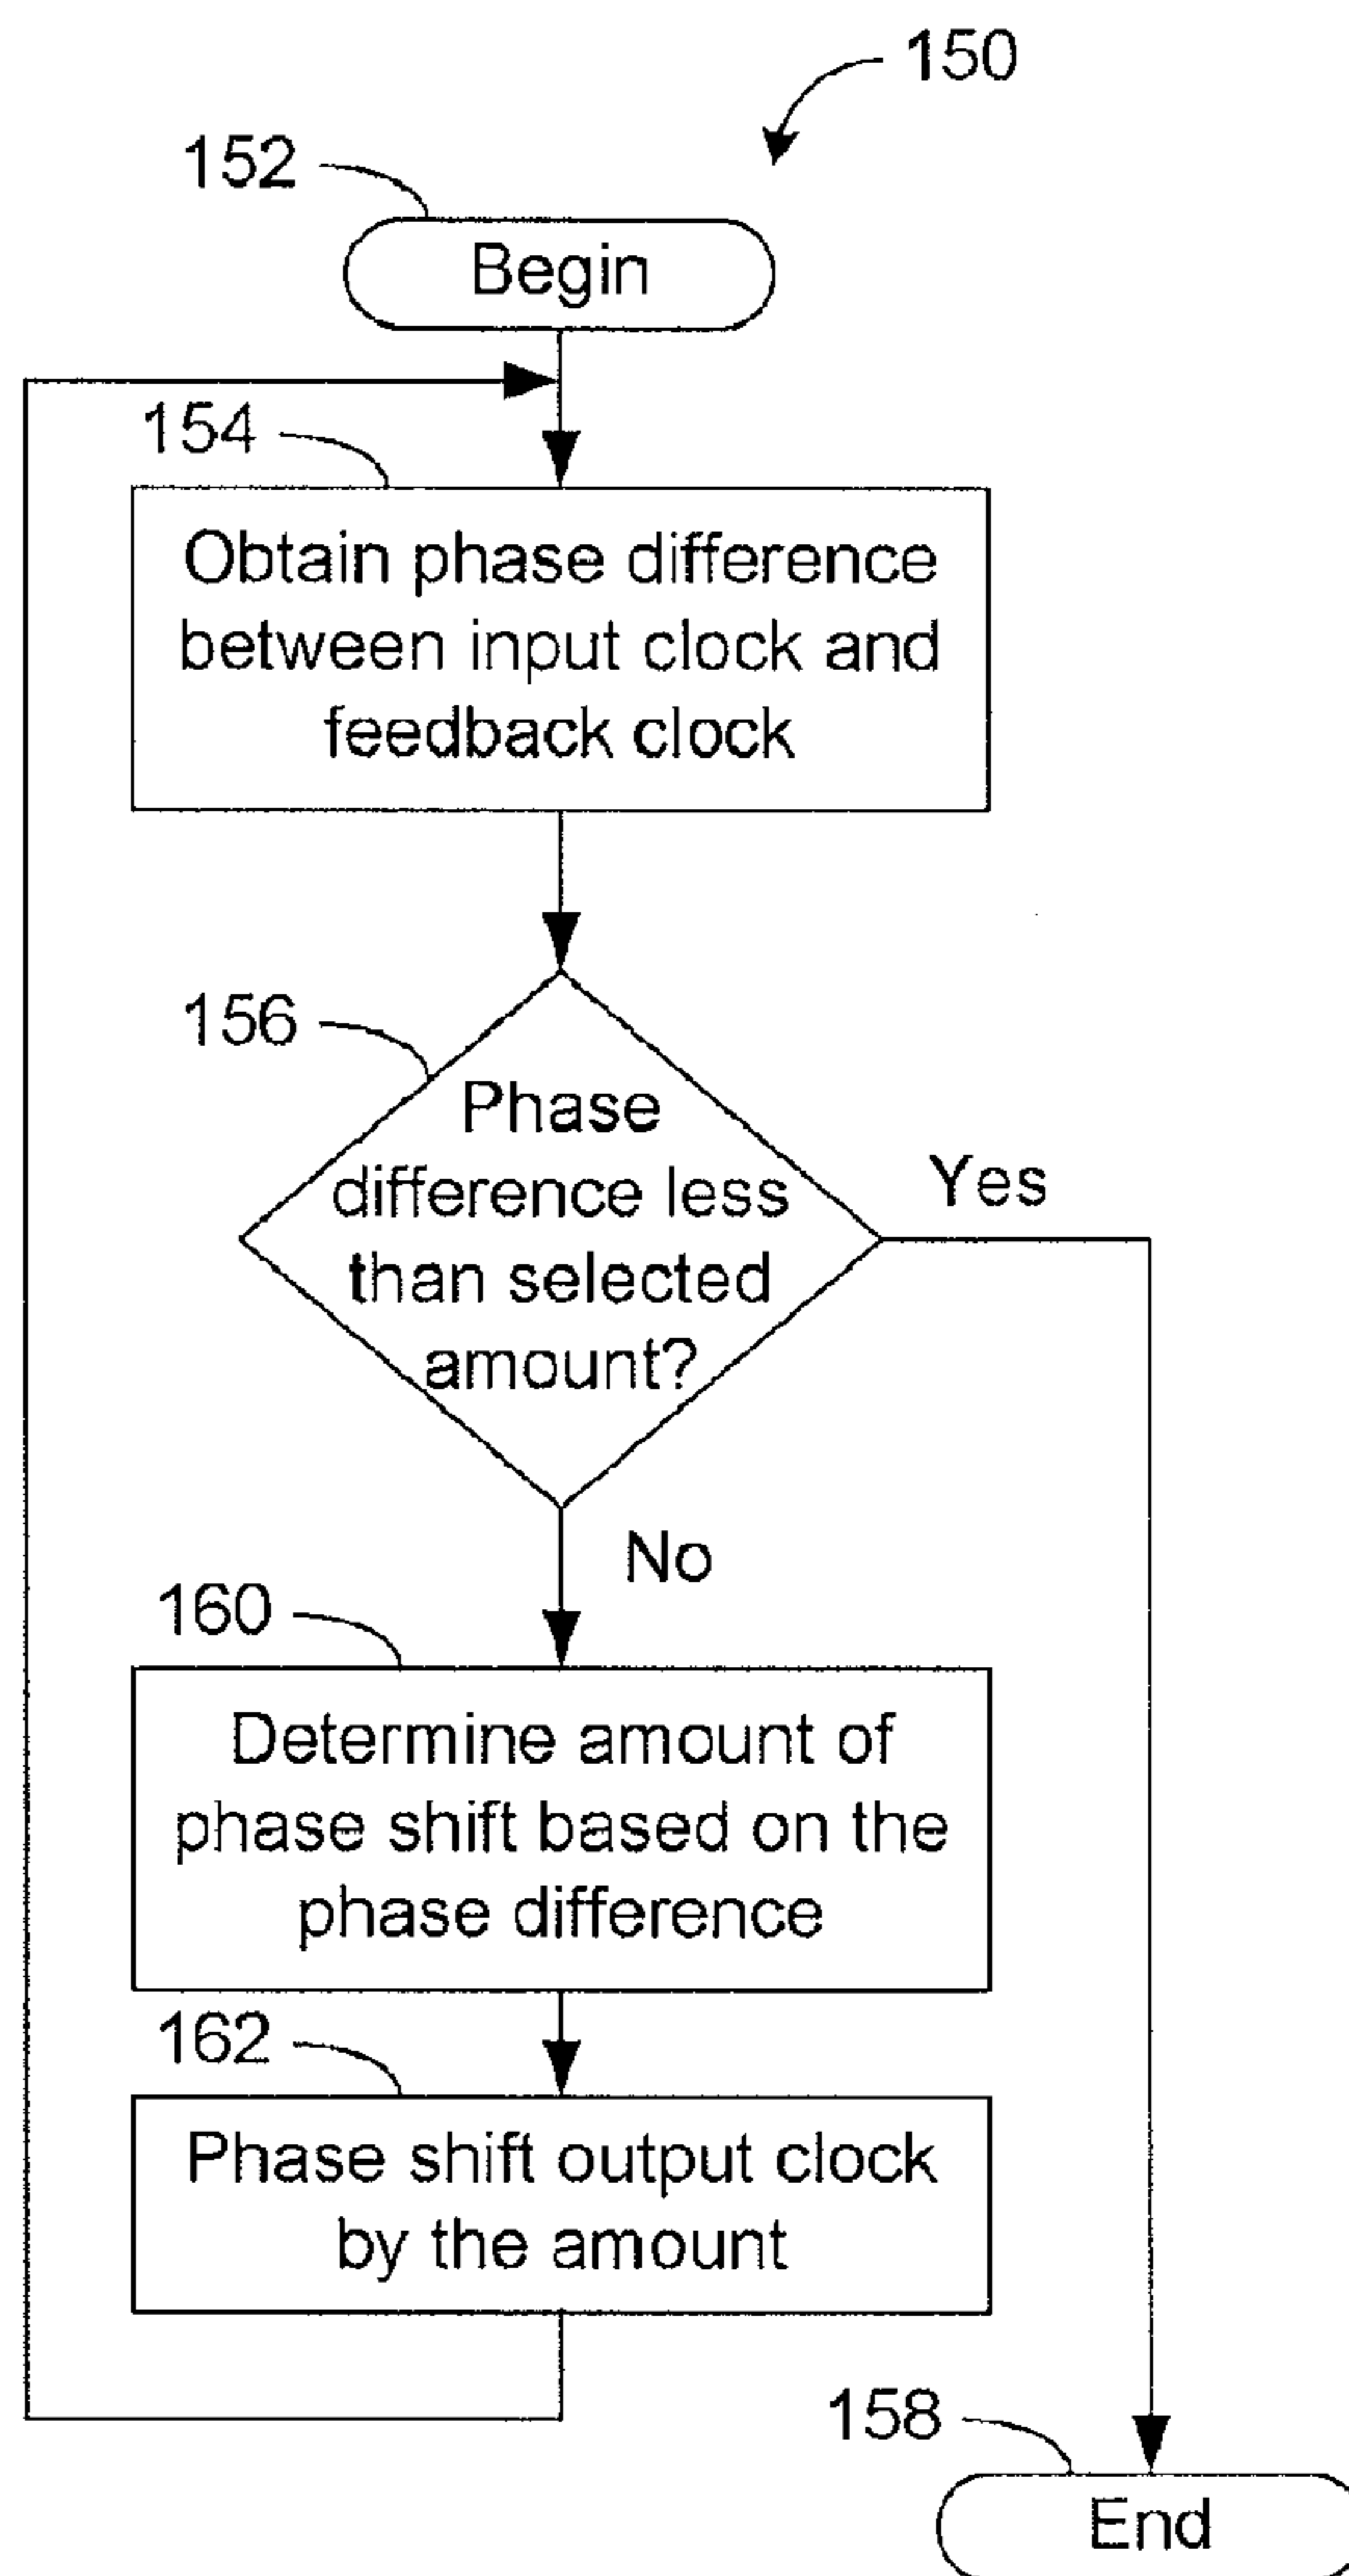 150
152
Begin
154
Obtain phase difference
between input clock and
feedback clock
156
Phase
difference less
than selected
amount?
Yes
No
160
Determine amount of
phase shift based on the
phase difference
162
Phase shift output clock
by the amount
158
End